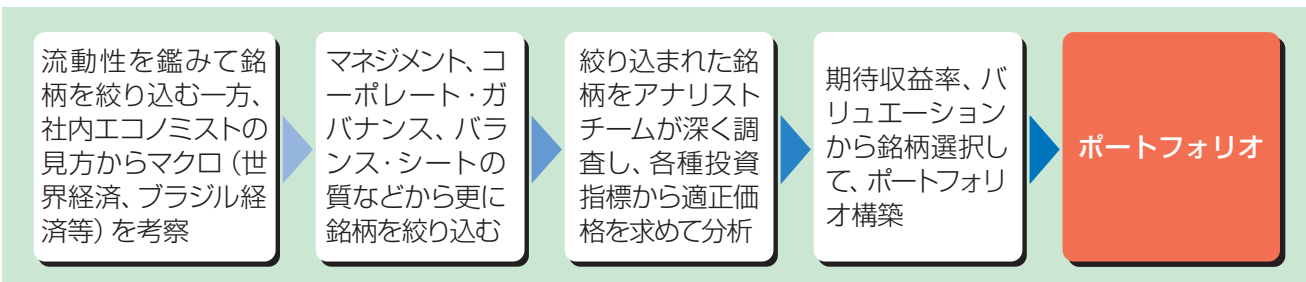 流動性を鑑みて銘
柄を絞り込む一方、
社内エコノミストの
見方からマクロ(世
界経済、ブラジル経
済等)を考察
マネジメント、コ
ーポレート・ガ
バナンス、バラ
ンス・シートの
質などから更に
銘柄を絞り込む
絞り込まれた銘
柄をアナリスト
チームが深く調
査し、各種投資
指標から適正価
格を求めて分析
期待収益率、バ
リュエーション
から銘柄選択し
て、ポートフォリ
オ構築
ポートフォリオ